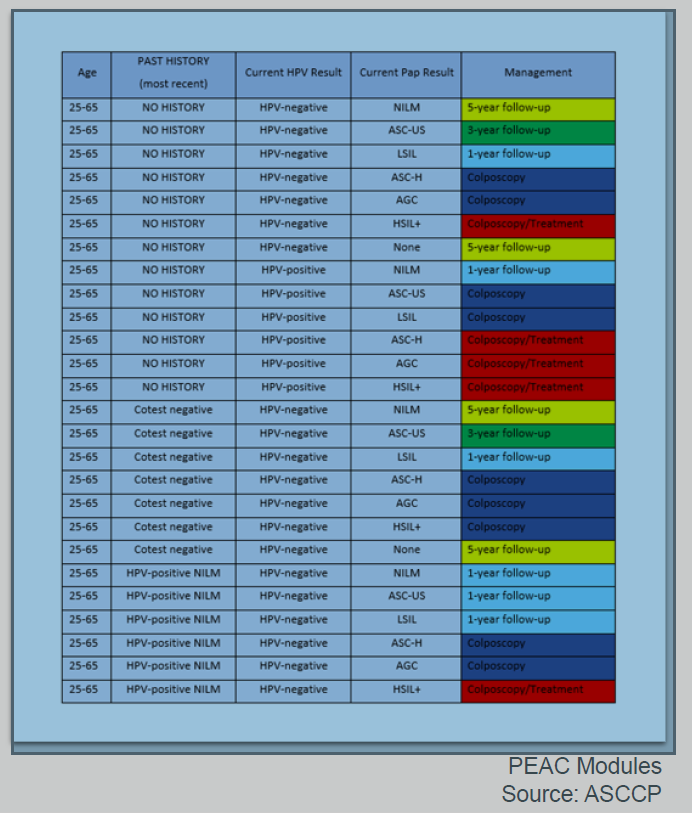 Age PAST HISTORY (most recent) Current HPV Result Current Pap Result Management
25-65 NO HISTORY HPV-negative NILM 5-year follow-up
25-65 NO HISTORY HPV-negative ASC-US 3-year follow-up
25-65 NO HISTORY HPV-negative LSIL 1-year follow-up
25-65 NO HISTORY HPV-negative ASC-H Colposcopy
25-65 NO HISTORY HPV-negative AGC Colposcopy
25-65 NO HISTORY HPV-negative HSIL+ Colposcopy/Treatment
25-65 NO HISTORY HPV-negative None 5-year follow-up
25-65 NO HISTORY HPV-positive NILM 1-year follow-up
25-65 NO HISTORY HPV-positive ASC-US Colposcopy
25-65 NO HISTORY HPV-positive LSIL Colposcopy
25-65 NO HISTORY HPV-positive ASC-H Colposcopy/Treatment
25-65 NO HISTORY HPV-positive AGC Colposcopy/Treatment
25-65 NO HISTORY HPV-positive HSIL+ Colposcopy/Treatment
25-65 Cotest negative HPV-negative NILM 5-year follow-up
25-65 Cotest negative HPV-negative ASC-US 3-year follow-up
25-65 Cotest negative HPV-negative LSIL 1-year follow-up
25-65 Cotest negative HPV-negative ASC-H Colposcopy
25-65 Cotest negative HPV-negative AGC Colposcopy
25-65 Cotest negative HPV-negative HSIL+ Colposcopy
25-65 Cotest negative HPV-negative None 5-year follow-up
25-65 HPV-positive NILM HPV-negative NILM 1-year follow-up
25-65 HPV-positive NILM HPV-negative ASC-US 1-year follow-up
25-65 HPV-positive NILM HPV-negative LSIL 1-year follow-up
25-65 HPV-positive NILM HPV-negative ASC-H Colposcopy
25-65 HPV-positive NILM HPV-negative AGC Colposcopy
25-65 HPV-positive NILM HPV-negative HSIL+ Colposcopy/Treatment
PEAC Modules
Source: ASCCP